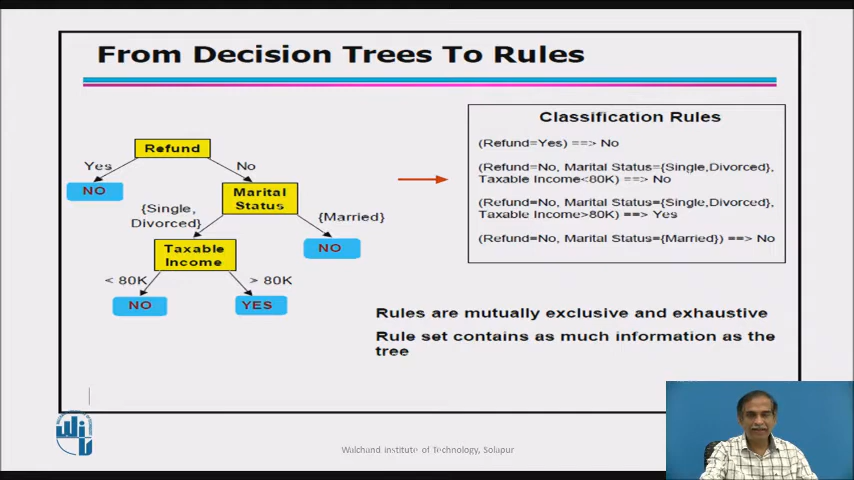 From Decision Trees To Rules
Refund
Yes
No
NO
Marital
Status
{Single,
Divorced}
{Married}
Taxable
Income
NO
< 80K
> 80K
NO
YES
Classification Rules
(Refund=Yes) ==> No
(Refund=No, Marital Status={Single,Divorced},
Taxable Income<80K) ==> No
(Refund=No, Marital Status={Single,Divorced},
Taxable Income>80K) ==> Yes
(Refund=No, Marital Status={Married}) ==> No
Rules are mutually exclusive and exhaustive
Rule set contains as much information as the
tree
Walchand Institute of Technology, Solapur